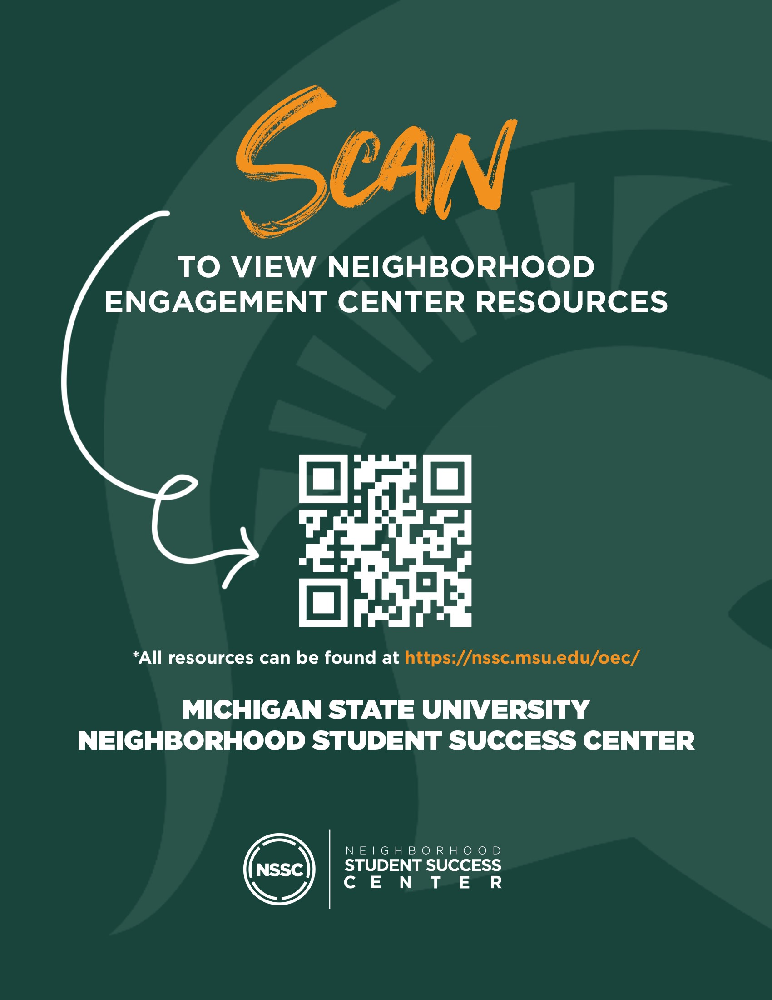 SCAN
TO VIEW NEIGHBORHOOD
ENGAGEMENT CENTER RESOURCES
*All resources can be found at https://nssc.msu.edu/oec/
MICHIGAN STATE UNIVERSITY
NEIGHBORHOOD STUDENT SUCCESS CENTER
NSSC
NEIGHBORHOOD
STUDENT SUCCESS
CENTER